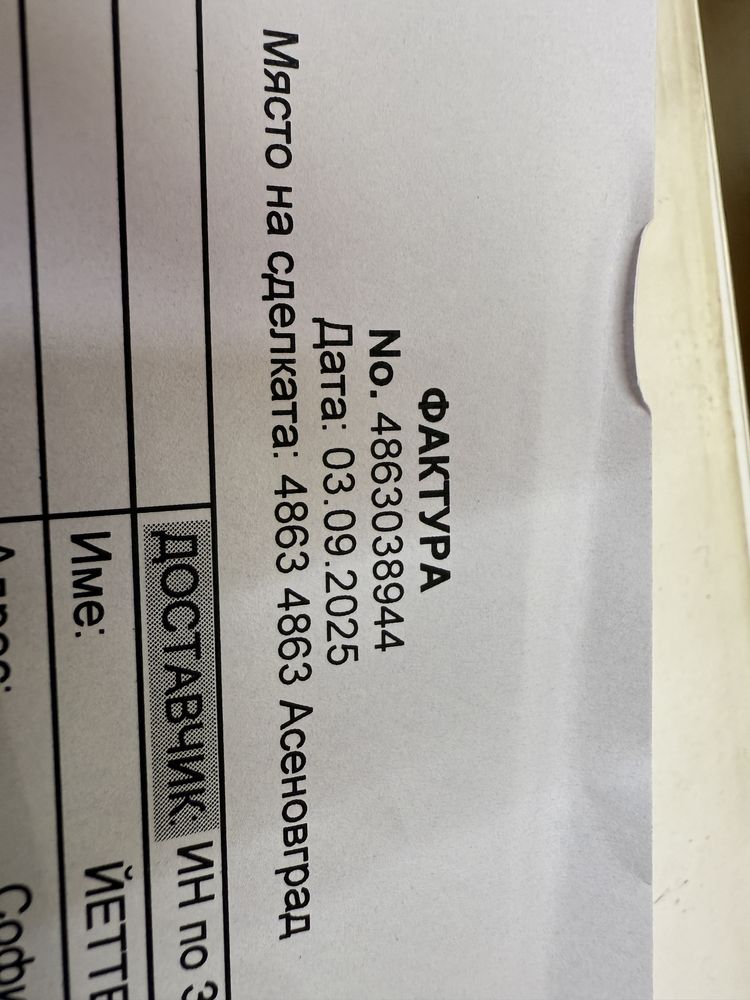 ФАКТУРА
No. 4863038944
Дата: 03.09.2025
Място на сделката: 4863 4863 Асеновград
ДОСТАВЧИК: ИН по
Име: